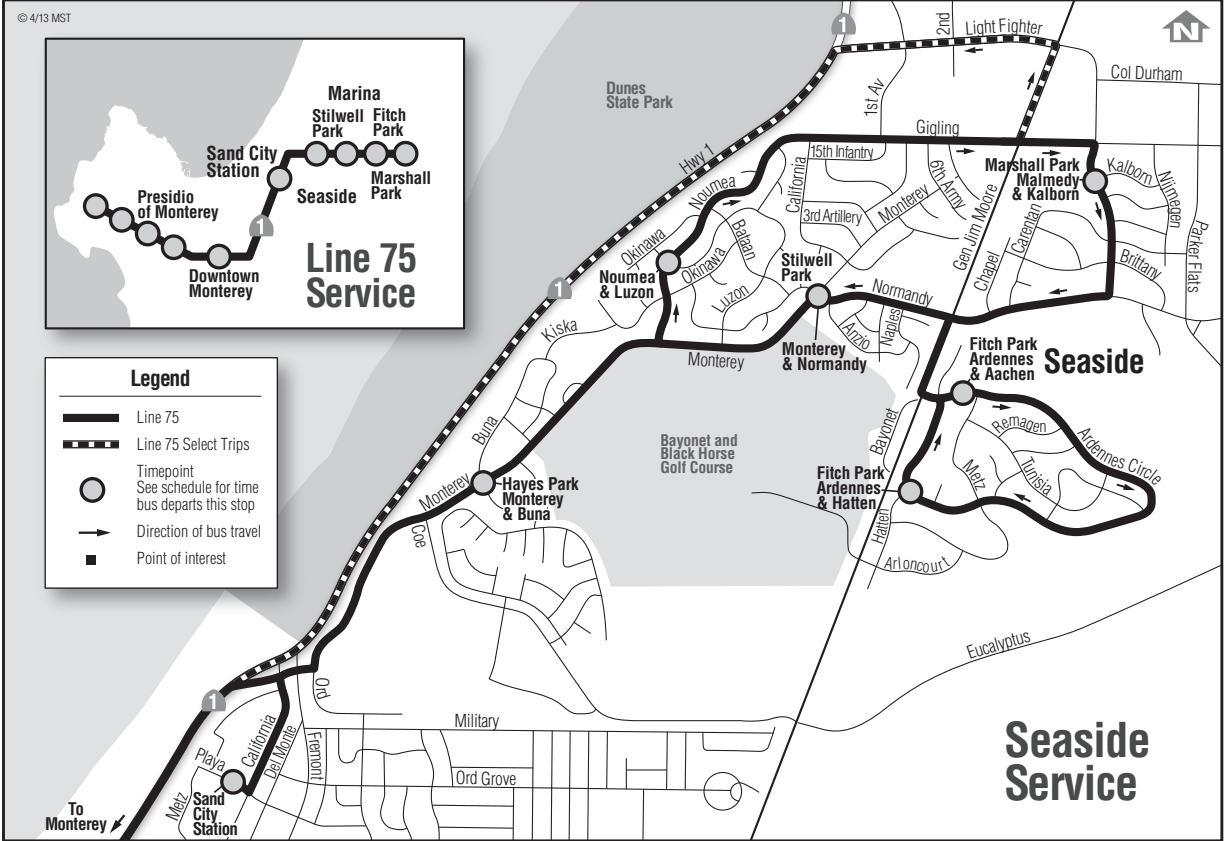 © 4/13 MST
Marina
Stilwell
Park
Fitch
Park
Sand City
Station
Marshall
Park
Seaside
Presidio
of Monterey
1
Downtown
Monterey
Line 75
Service
Legend
Line 75
Line 75 Select Trips
Timepoint
See schedule for time
bus departs this stop
Direction of bus travel
Point of interest
1
2nd
Light Fighter
N
Col Durham
Dunes
State Park
1st Av
Gigling
Hwy 1
15th Infantry
Marshall Park
Malmedy
& Kalborn
Kalborn
Nijmegen
Noumea
California
6th Army
3rd Artillery
Monterey
Gen Jim Moore
Carentan
Chapel
Parker Flats
Okinawa
Bataan
Okinawa
Noumea
& Luzon
Stilwell
Park
Brittany
Luzon
Normandy
1
Kiska
Anzio
Naples
Monterey
Monterey
& Normandy
Fitch Park
Ardennes
& Aachen
Seaside
Buna
Bayonet
Remagen
Ardennes Circle
Bayonet and
Black Horse
Golf Course
Fitch Park
Ardennes
& Hatten
Metz
Tunisia
Monterey
Hayes Park
Monterey
& Buna
Coe
Hatten
Arloncourt
Eucalyptus
Ord
1
Military
California
Del Monte
Fremont
Playa
Ord Grove
Metz
Sand
City
Station
To
Monterey
Seaside
Service